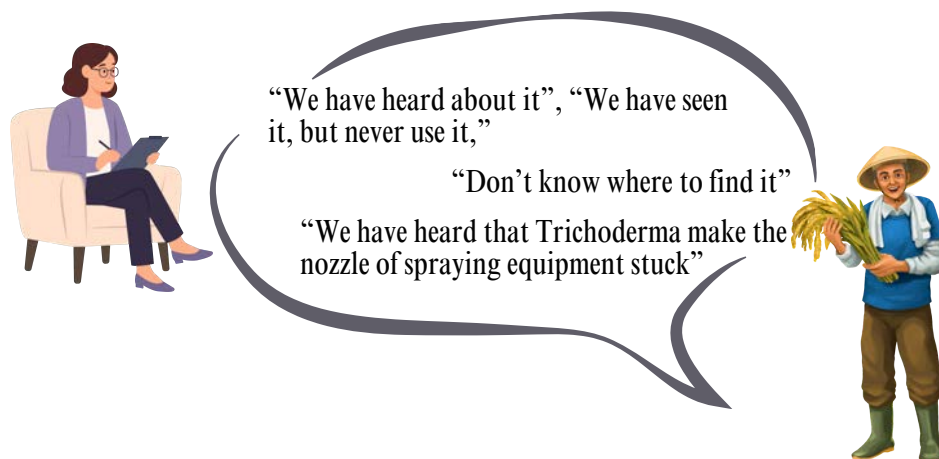 “We have heard about it”, “We have seen
it, but never use it,”
“Don’t know where to find it”
“We have heard that Trichoderma make the
nozzle of spraying equipment stuck”